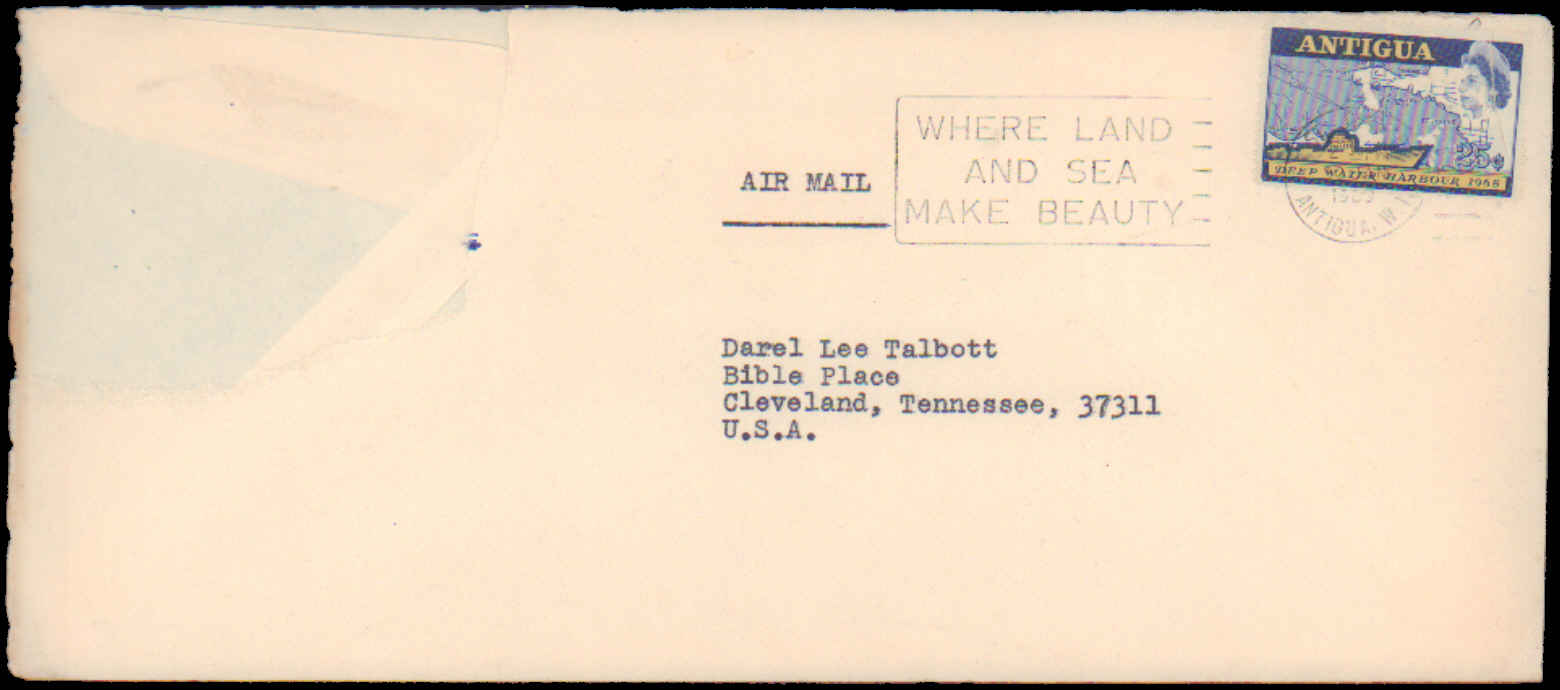 ANTIGUA
25¢
DEEP WATER HARBOUR 1968
WHERE LAND
AND SEA
MAKE BEAUTY
AIR MAIL
ANTIGUA, W.I.
Darel Lee Talbott
Bible Place
Cleveland, Tennessee, 37311
U.S.A.